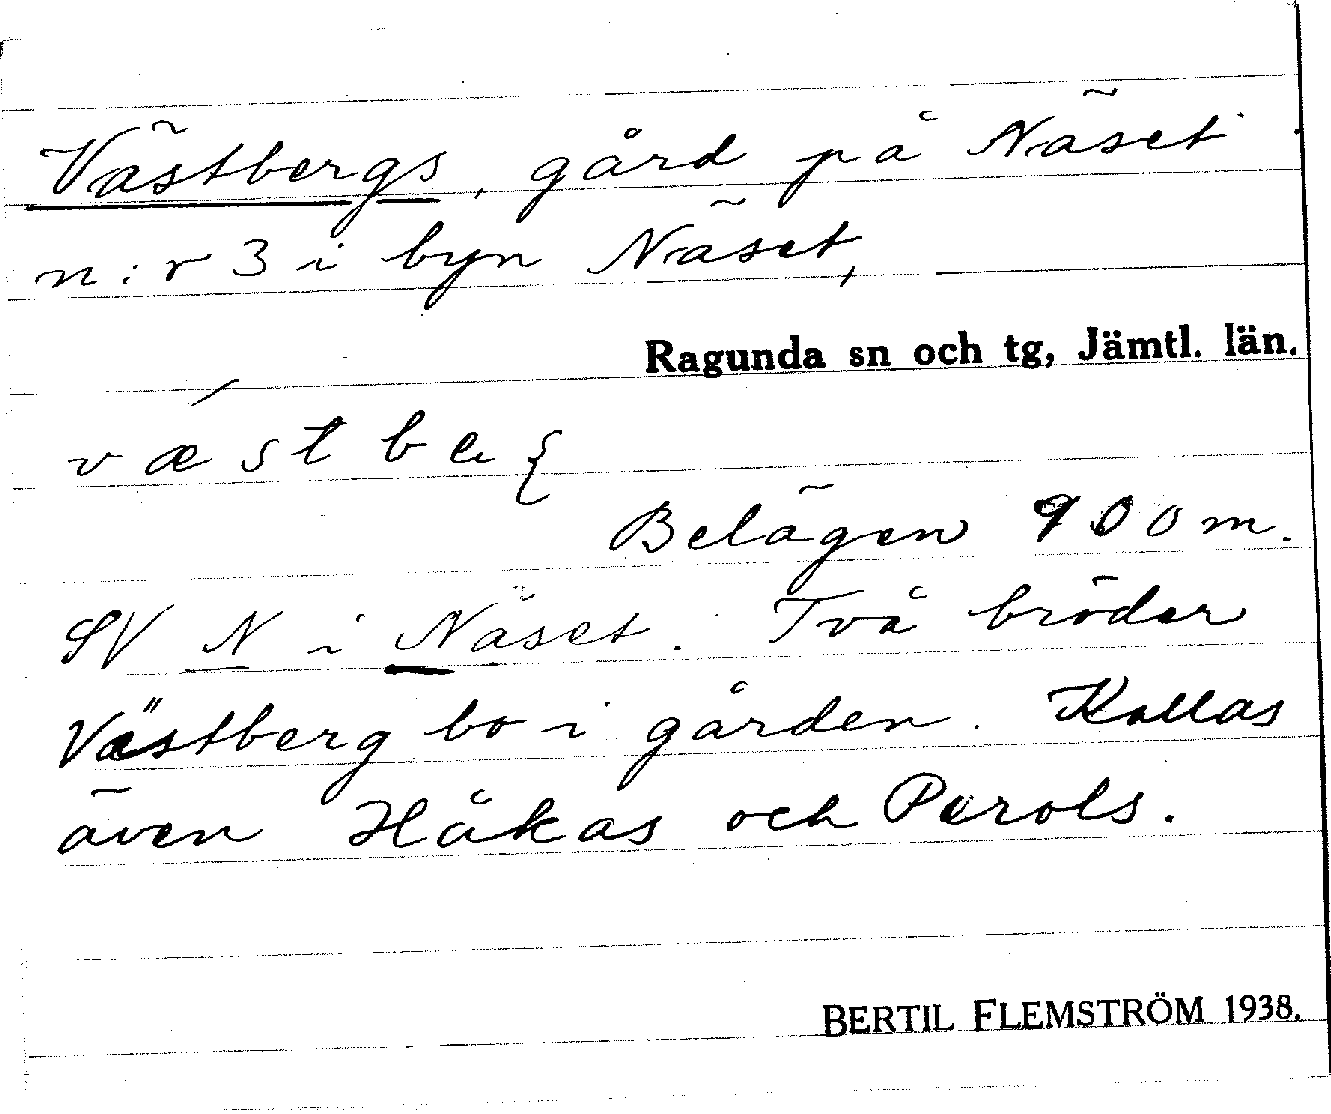 Västbergs, gård på Näset
n:r 3 i byn Näset,
Ragunda sn och tg, Jämtl. län.
Belägen 900 m.
SV N i Näset. Två bröder
Västberg bo i gården. Kallas
även Håkas och Perols.
BERTIL FLEMSTRÖM 1938.